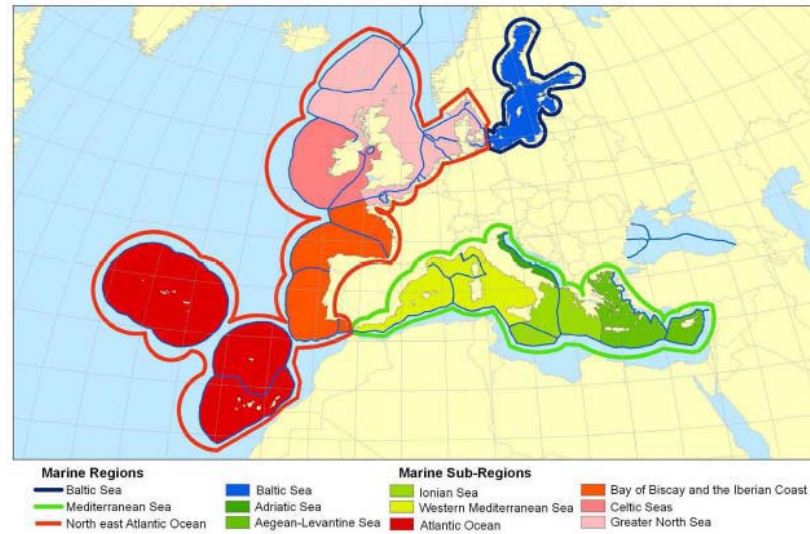 Marine Regions
Baltic Sea
Mediterranean Sea
North east Atlantic Ocean
Marine Sub-Regions
Baltic Sea
Adriatic Sea
Aegean-Levantine Sea
Ionian Sea
Western Mediterranean Sea
Atlantic Ocean
Bay of Biscay and the Iberian Coast
Celtic Seas
Greater North Sea